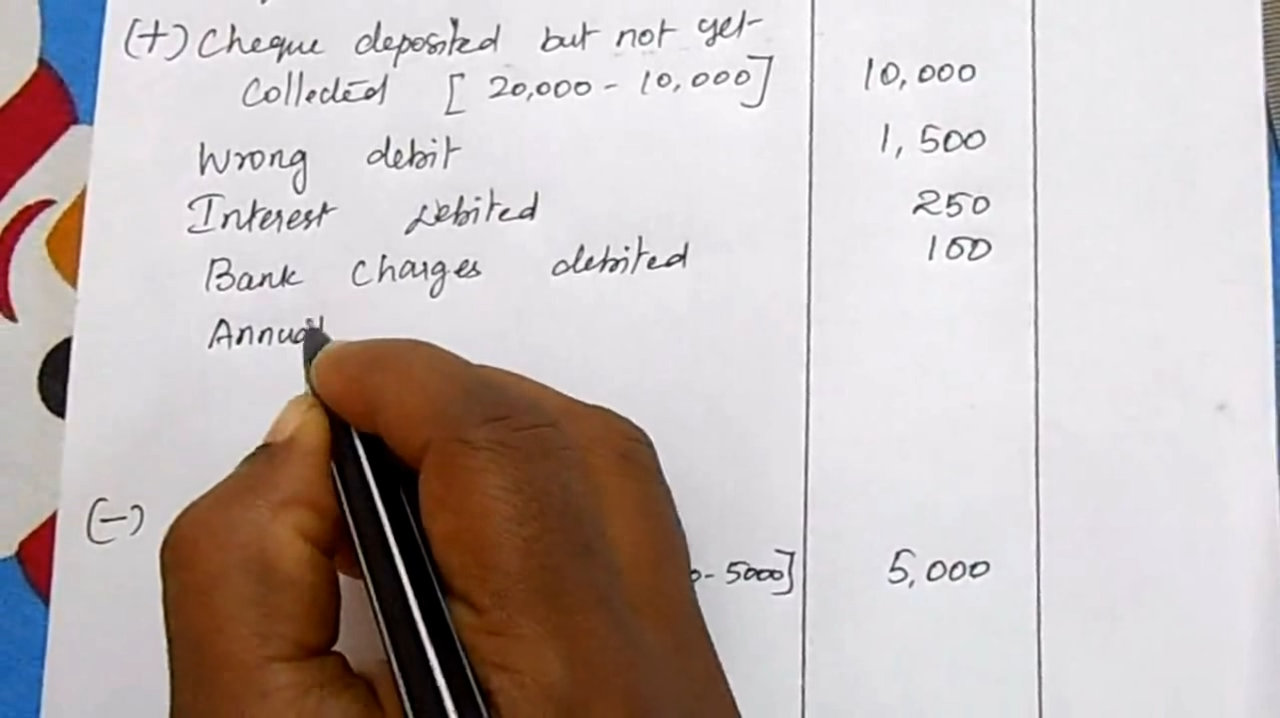 (+) Cheque deposited but not yet
Collected [ 20,000 - 10,000] 10,000
Wrong debit 1,500
Interest Debited 250
Bank charges debited 100
Annual
(-)
- 5000] 5,000